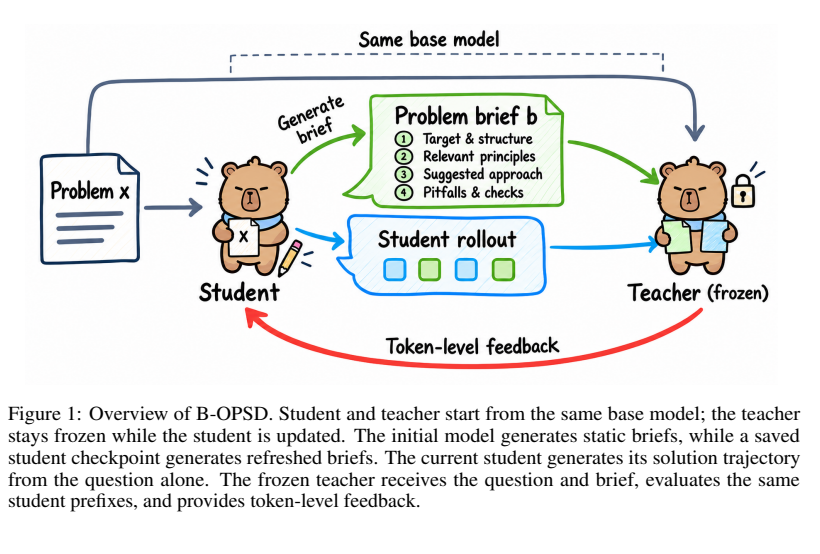 Same base model
Generate
brief
Problem brief b
1 Target & structure
2 Relevant principles
3 Suggested approach
4 Pitfalls & checks
Problem x
x
Student rollout
Student
Teacher (frozen)
Token-level feedback
Figure 1: Overview of B-OPSD. Student and teacher start from the same base model; the teacher
stays frozen while the student is updated. The initial model generates static briefs, while a saved
student checkpoint generates refreshed briefs. The current student generates its solution trajectory
from the question alone. The frozen teacher receives the question and brief, evaluates the same
student prefixes, and provides token-level feedback.